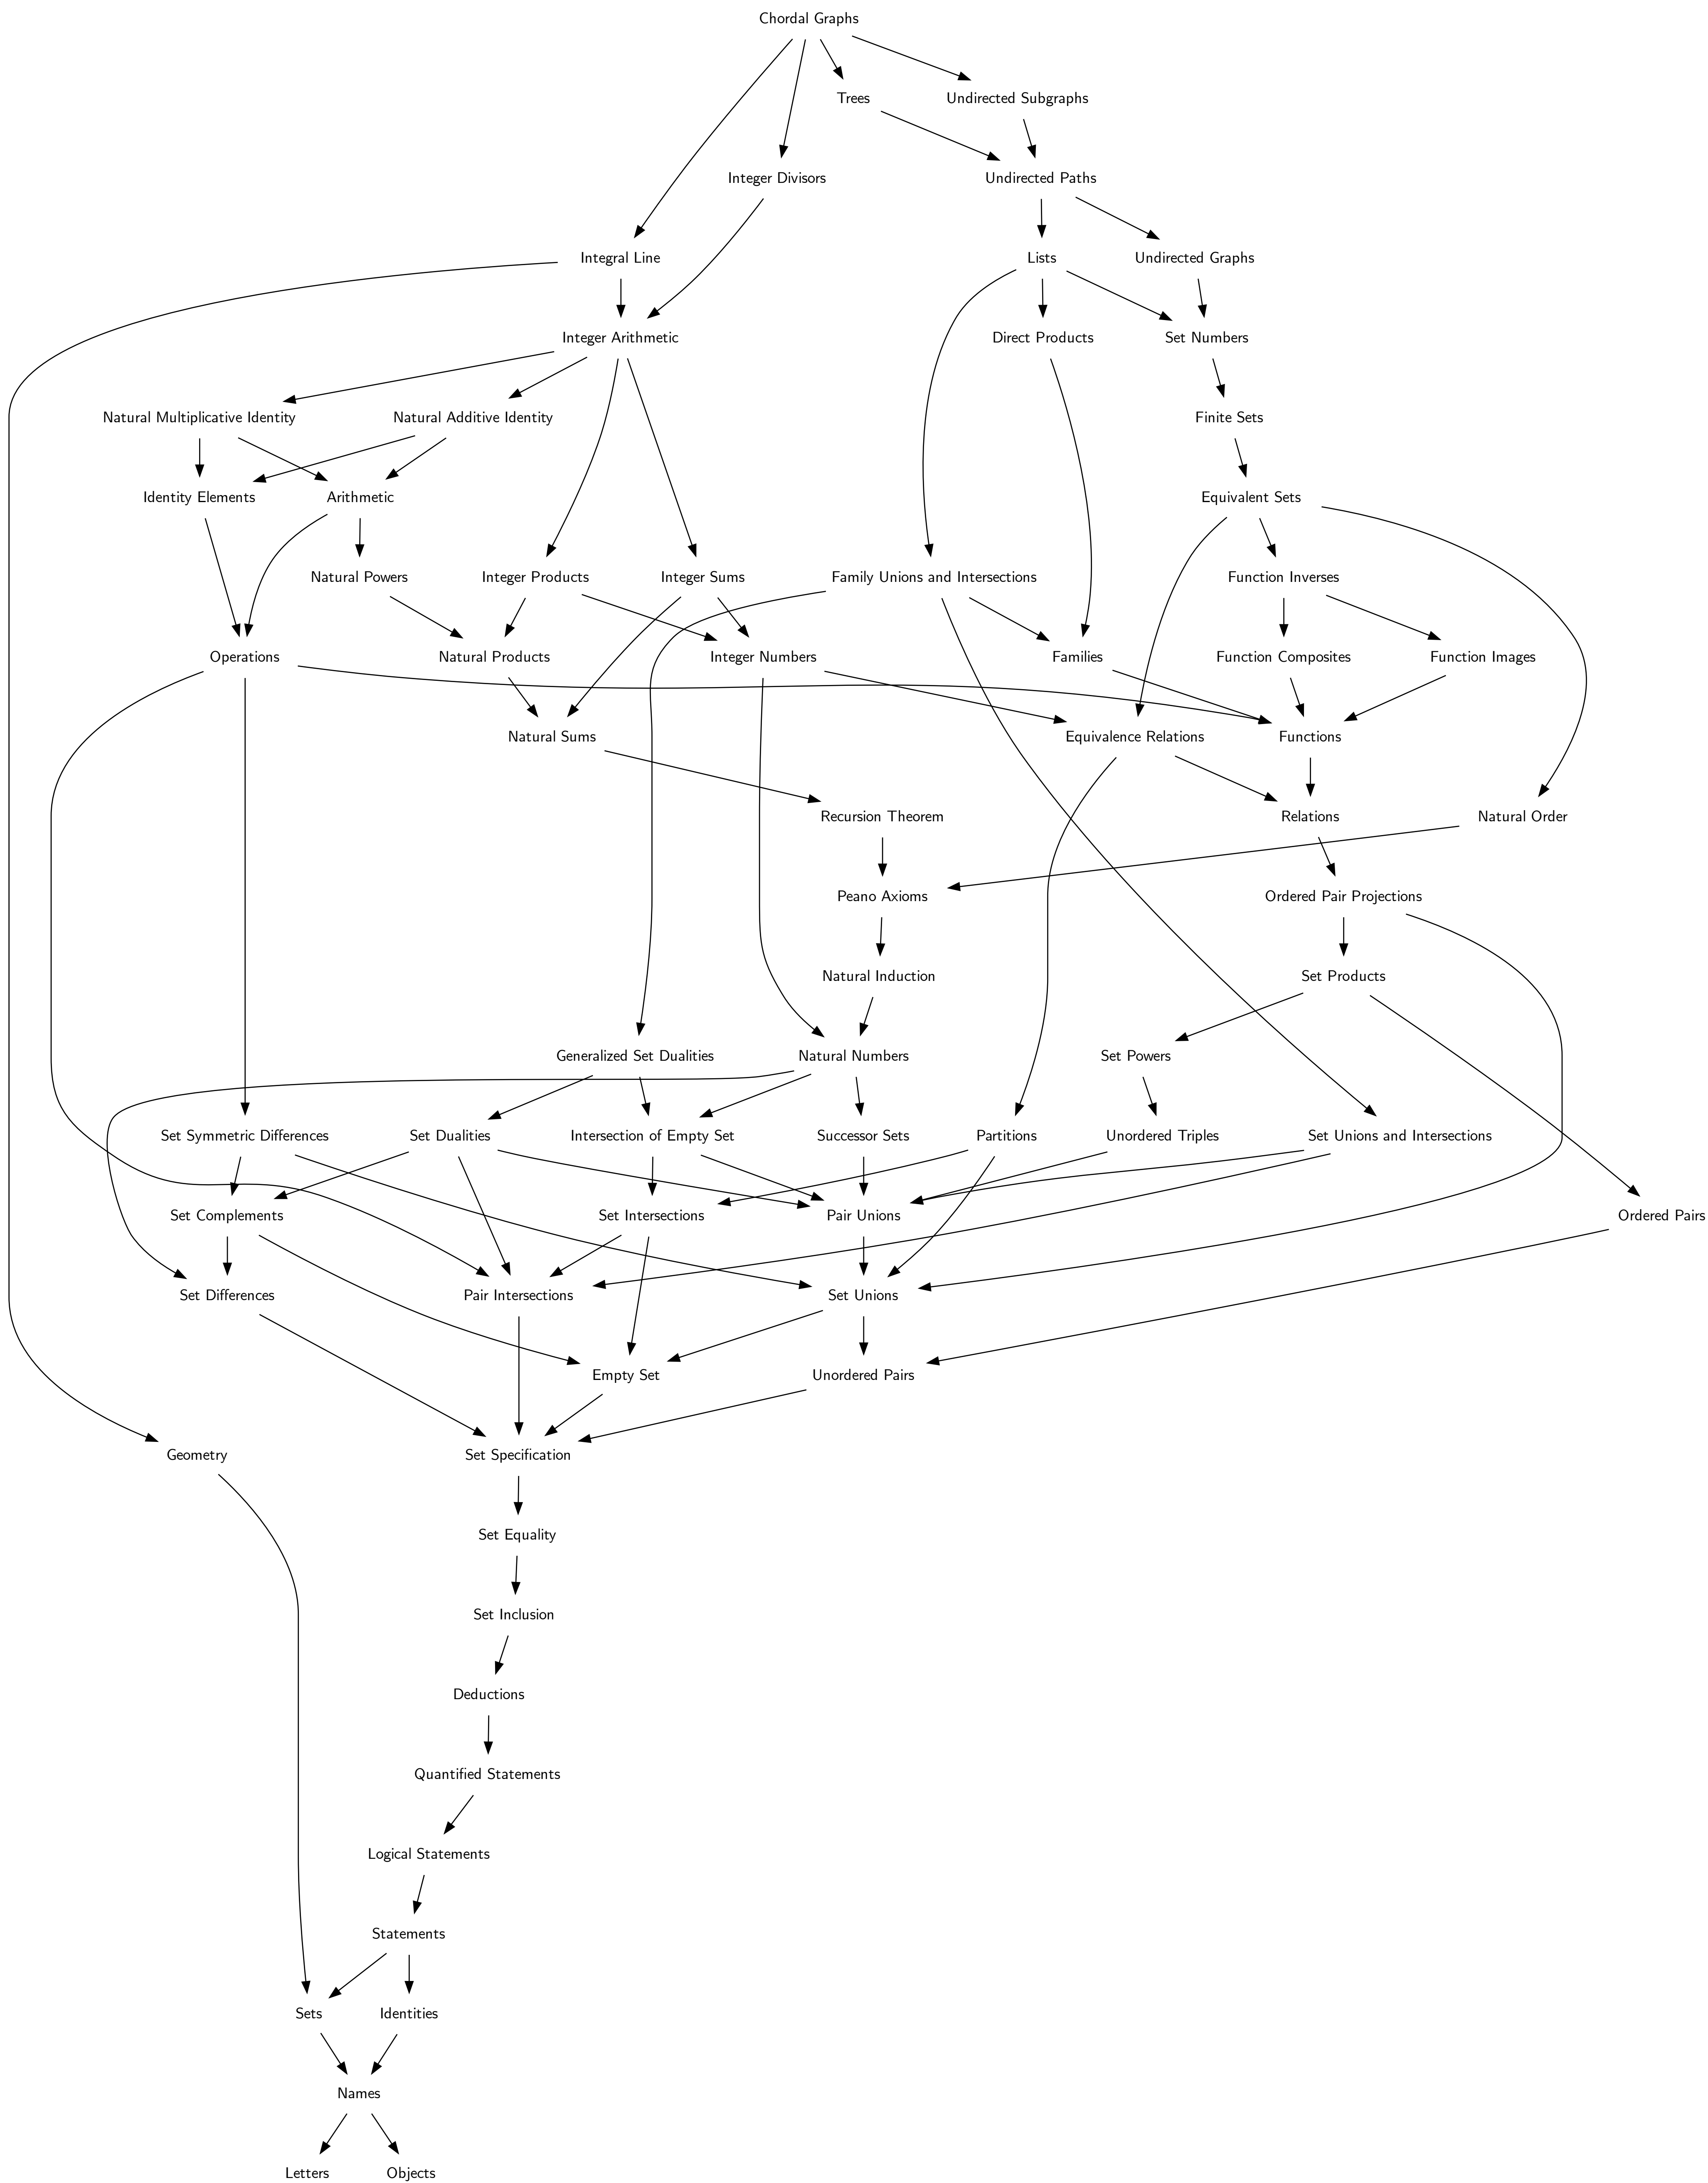 Chordal Graphs
Trees
Undirected Subgraphs
Integer Divisors
Undirected Paths
Integral Line
Lists
Undirected Graphs
Integer Arithmetic
Direct Products
Set Numbers
Natural Multiplicative Identity
Natural Additive Identity
Finite Sets
Identity Elements
Arithmetic
Equivalent Sets
Natural Powers
Integer Products
Integer Sums
Family Unions and Intersections
Function Inverses
Operations
Natural Products
Integer Numbers
Families
Function Composites
Function Images
Natural Sums
Equivalence Relations
Functions
Recursion Theorem
Relations
Natural Order
Peano Axioms
Ordered Pair Projections
Natural Induction
Set Products
Generalized Set Dualities
Natural Numbers
Set Powers
Set Symmetric Differences
Set Dualities
Intersection of Empty Set
Successor Sets
Partitions
Unordered Triples
Set Unions and Intersections
Set Complements
Set Intersections
Pair Unions
Ordered Pairs
Set Differences
Pair Intersections
Set Unions
Empty Set
Unordered Pairs
Geometry
Set Specification
Set Equality
Set Inclusion
Deductions
Quantified Statements
Logical Statements
Statements
Sets
Identities
Names
Letters
Objects